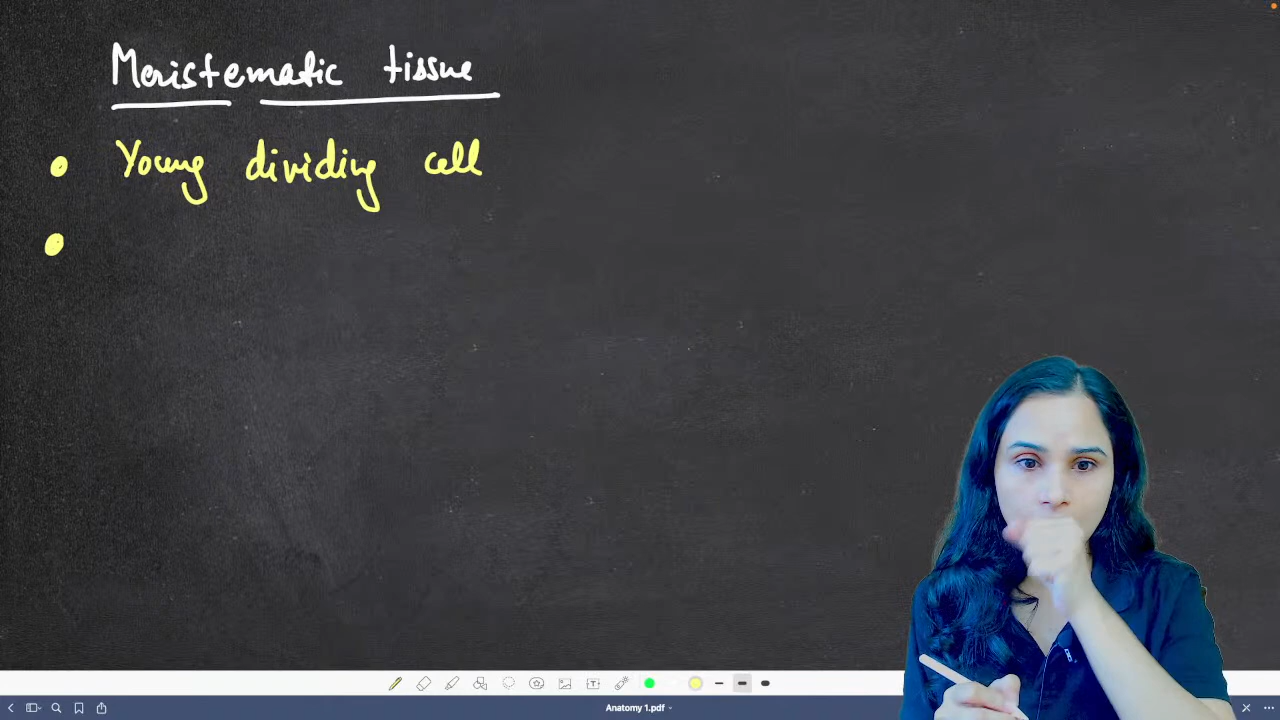 Meristematic tissue
• Young dividing cell
•
Anatomy 1.pdf